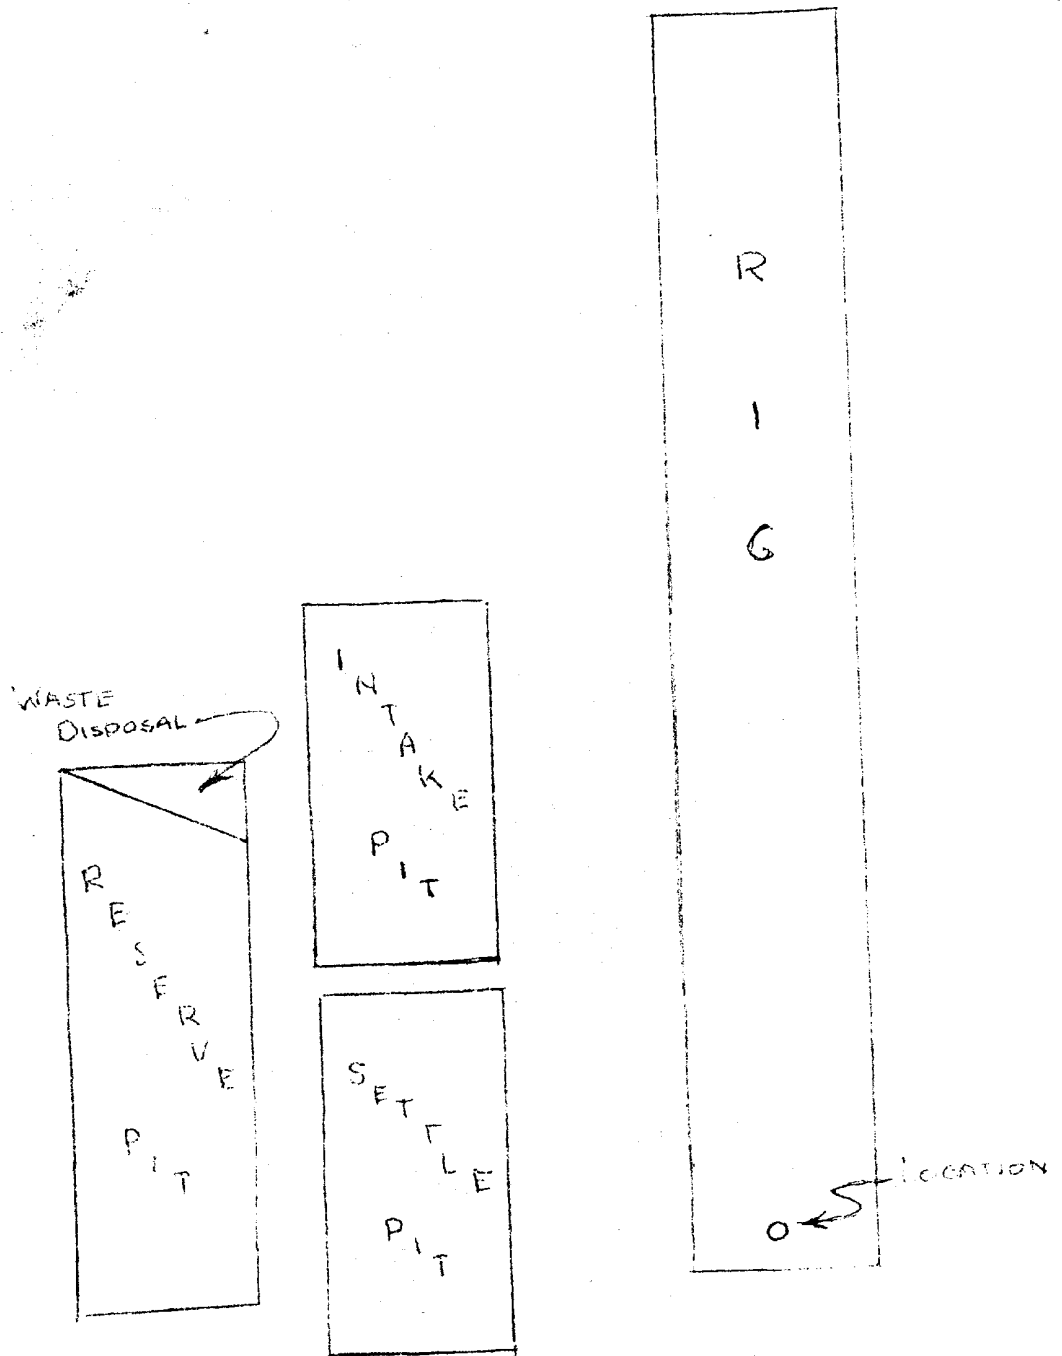 RIG
WASTE
DISPOSAL
INTAKE
PIT
RESERVE
PIT
SETTLE
PIT
LOCATION